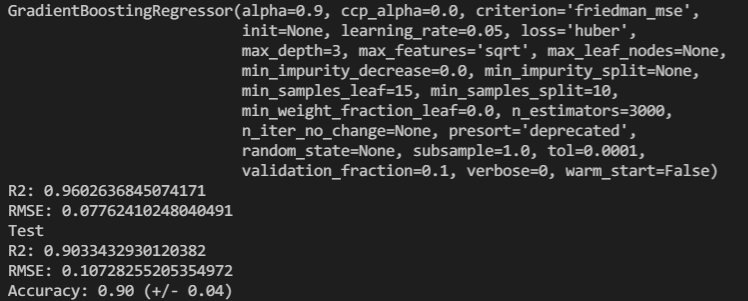 GradientBoostingRegressor(alpha=0.9, ccp_alpha=0.0, criterion='friedman_mse',
                          init=None, learning_rate=0.05, loss='huber',
                          max_depth=3, max_features='sqrt', max_leaf_nodes=None,
                          min_impurity_decrease=0.0, min_impurity_split=None,
                          min_samples_leaf=15, min_samples_split=10,
                          min_weight_fraction_leaf=0.0, n_estimators=3000,
                          n_iter_no_change=None, presort='deprecated',
                          random_state=None, subsample=1.0, tol=0.0001,
                          validation_fraction=0.1, verbose=0, warm_start=False)
R2: 0.9602636845074171
RMSE: 0.07762410248040491
Test
R2: 0.9033432930120382
RMSE: 0.10728255205354972
Accuracy: 0.90 (+/- 0.04)